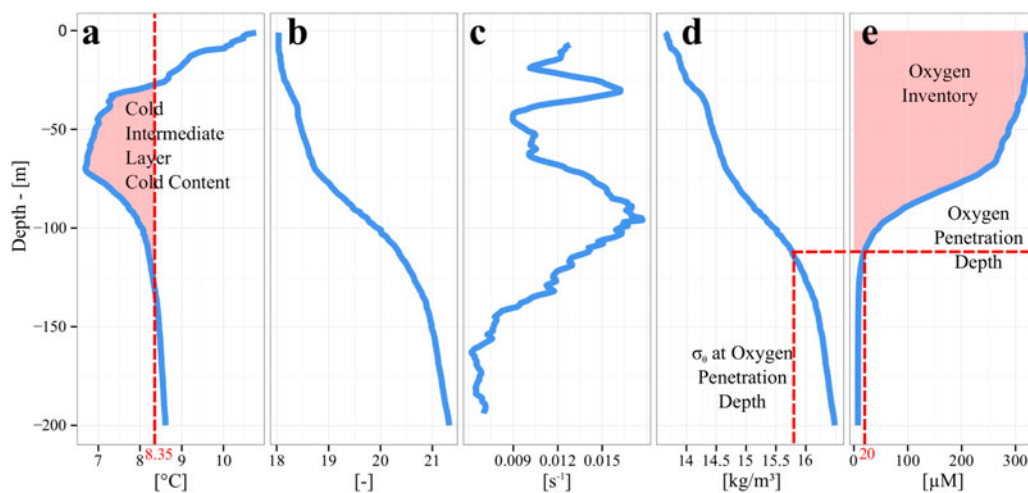 a
b
c
d
e
Depth - [m]
0
−50
−100
−150
−200
Cold
Intermediate
Layer
Cold Content
Oxygen
Inventory
Oxygen
Penetration
Depth
σθ at Oxygen
Penetration
Depth
7 8 8.35 9 10
18 19 20 21
0.009 0.012 0.015
14 14.5 15 15.5 16
0 20 100 200 300
[°C]
[-]
[s⁻¹]
[kg/m³]
[µM]